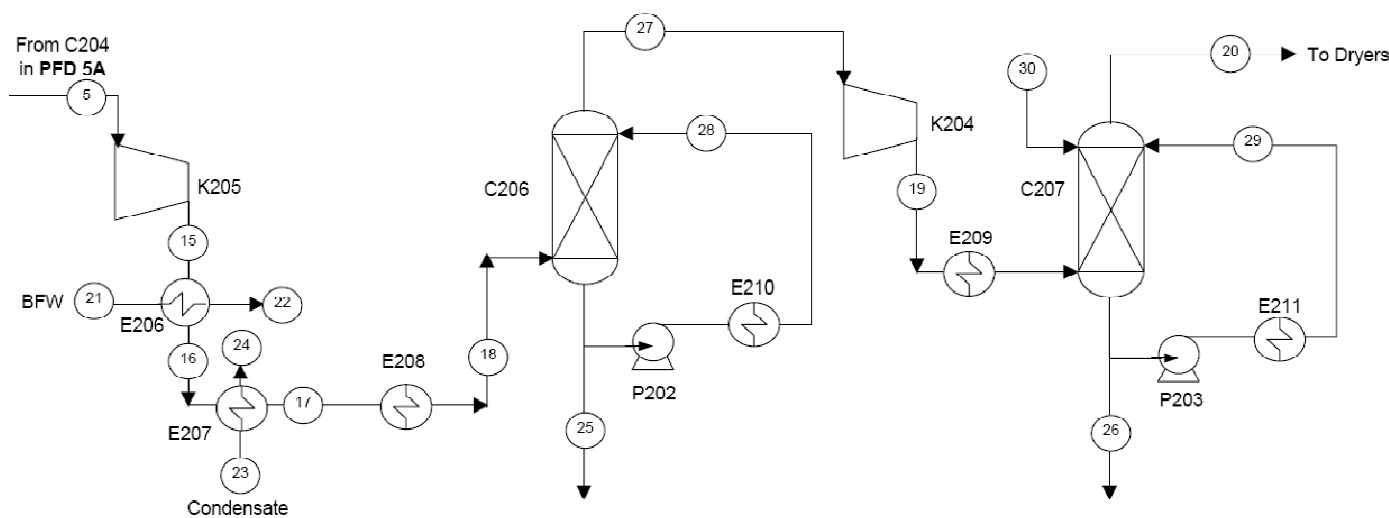 From C204
in PFD 5A
5
K205
15
BFW
21
22
E206
16
24
E207
17
E208
18
23
Condensate
27
C206
28
E210
P202
25
K204
19
E209
30
20
To Dryers
C207
29
E211
P203
26